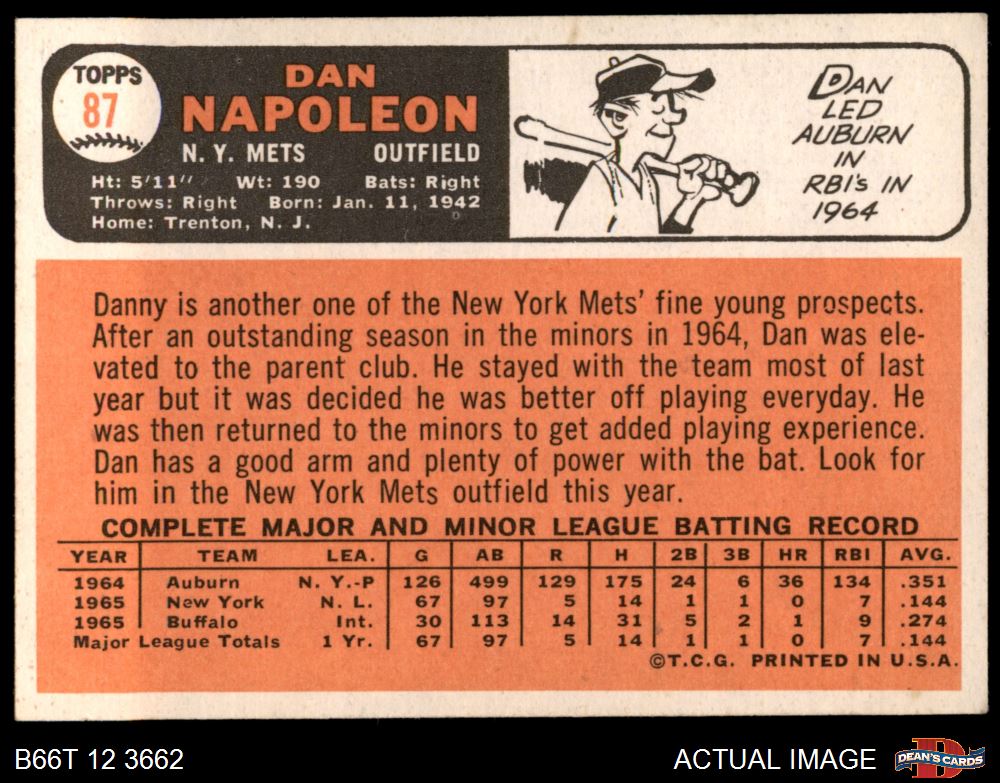 TOPPS
87
DAN
NAPOLEON
N. Y. METS OUTFIELD
Ht: 5'11" Wt: 190 Bats: Right
Throws: Right Born: Jan. 11, 1942
Home: Trenton, N. J.
DAN
LED
AUBURN
IN
RBI'S IN
1964
Danny is another one of the New York Mets' fine young prospects.
After an outstanding season in the minors in 1964, Dan was ele-
vated to the parent club. He stayed with the team most of last
year but it was decided he was better off playing everyday. He
was then returned to the minors to get added playing experience.
Dan has a good arm and plenty of power with the bat. Look for
him in the New York Mets outfield this year.
COMPLETE MAJOR AND MINOR LEAGUE BATTING RECORD
YEAR TEAM LEA. G AB R H 2B 3B HR RBI AVG.
1964 Auburn N. Y.-P 126 499 129 175 24 6 36 134 .351
1965 New York N. L. 67 97 5 14 1 1 0 7 .144
1965 Buffalo Int. 30 113 14 31 5 2 1 9 .274
Major League Totals 1 Yr. 67 97 5 14 1 1 0 7 .144
©T.C.G. PRINTED IN U.S.A.
B66T 12 3662
ACTUAL IMAGE
DEAN'S CARDS